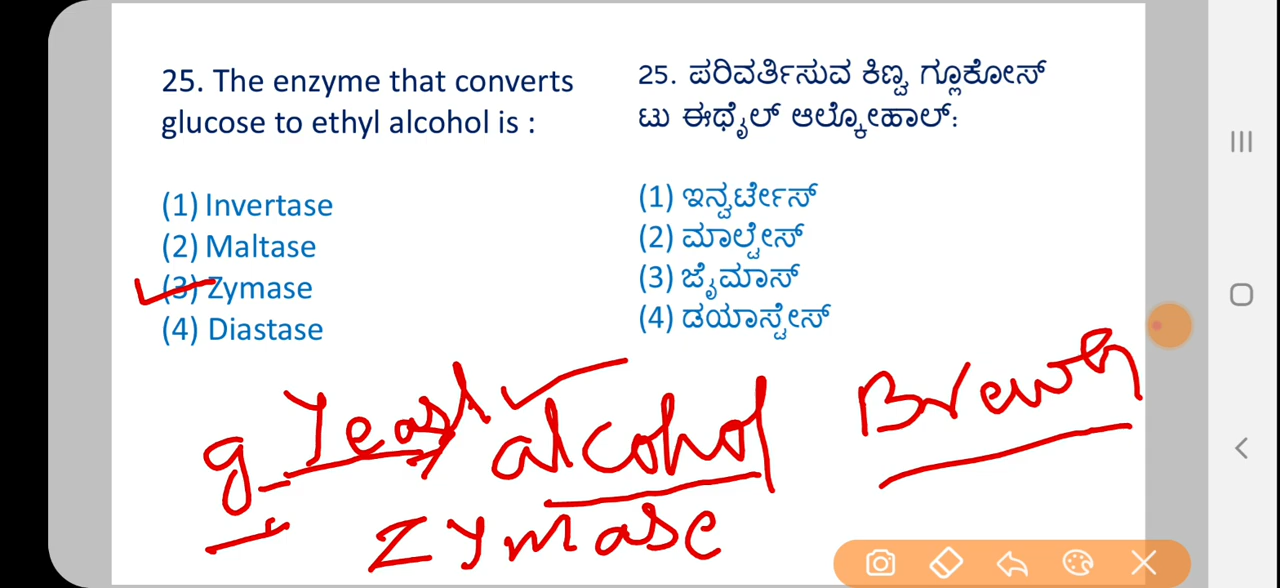 25. The enzyme that converts
glucose to ethyl alcohol is :
(1) Invertase
(2) Maltase
(3) Zymase
(4) Diastase
25. ಪರಿವರ್ತಿಸುವ ಕಿಣ್ವ ಗ್ಲೂಕೋಸ್
ಟು ಈಥೈಲ್ ಆಲ್ಕೋಹಾಲ್:
(1) ಇನ್ವರ್ಟೇಸ್
(2) ಮಾಲ್ಟೇಸ್
(3) ಜೈಮಾಸ್
(4) ಡಯಾಸ್ಟೇಸ್
g Yeast alcohol
Zymase